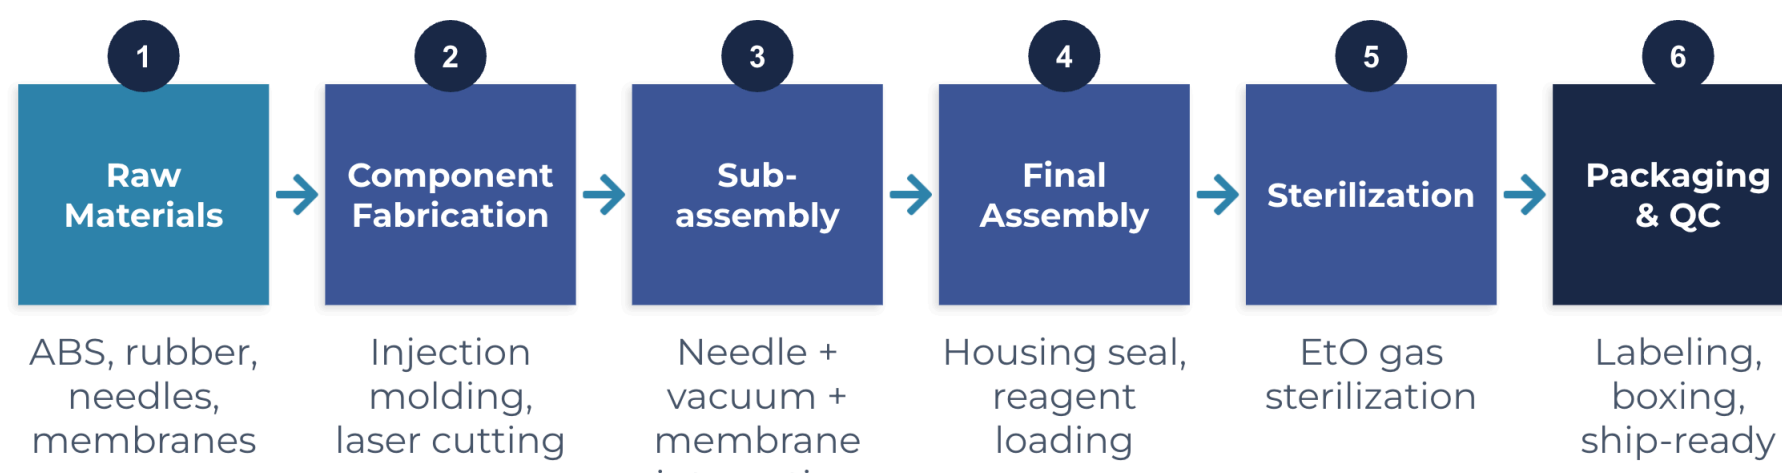 1
Raw
Materials
ABS, rubber,
needles,
membranes
2
Component
Fabrication
Injection
molding,
laser cutting
3
Sub-
assembly
Needle +
vacuum +
membrane
4
Final
Assembly
Housing seal,
reagent
loading
5
Sterilization
EtO gas
sterilization
6
Packaging
& QC
Labeling,
boxing,
ship-ready